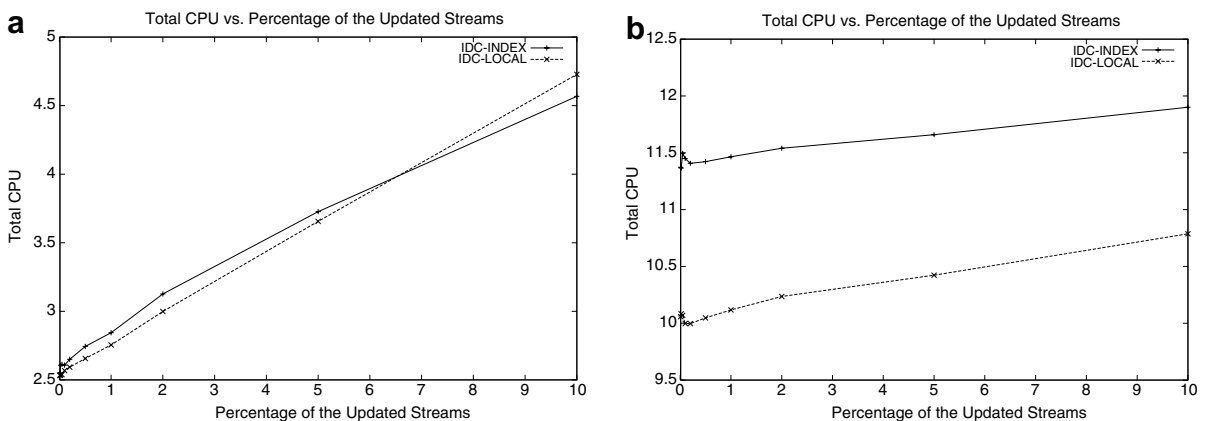 a
Total CPU vs. Percentage of the Updated Streams
5
4.5
4
3.5
3
2.5
Total CPU
IDC-INDEX
IDC-LOCAL
0 1 2 3 4 5 6 7 8 9 10
Percentage of the Updated Streams
b
Total CPU vs. Percentage of the Updated Streams
12.5
12
11.5
11
10.5
10
9.5
Total CPU
IDC-INDEX
IDC-LOCAL
0 1 2 3 4 5 6 7 8 9 10
Percentage of the Updated Streams